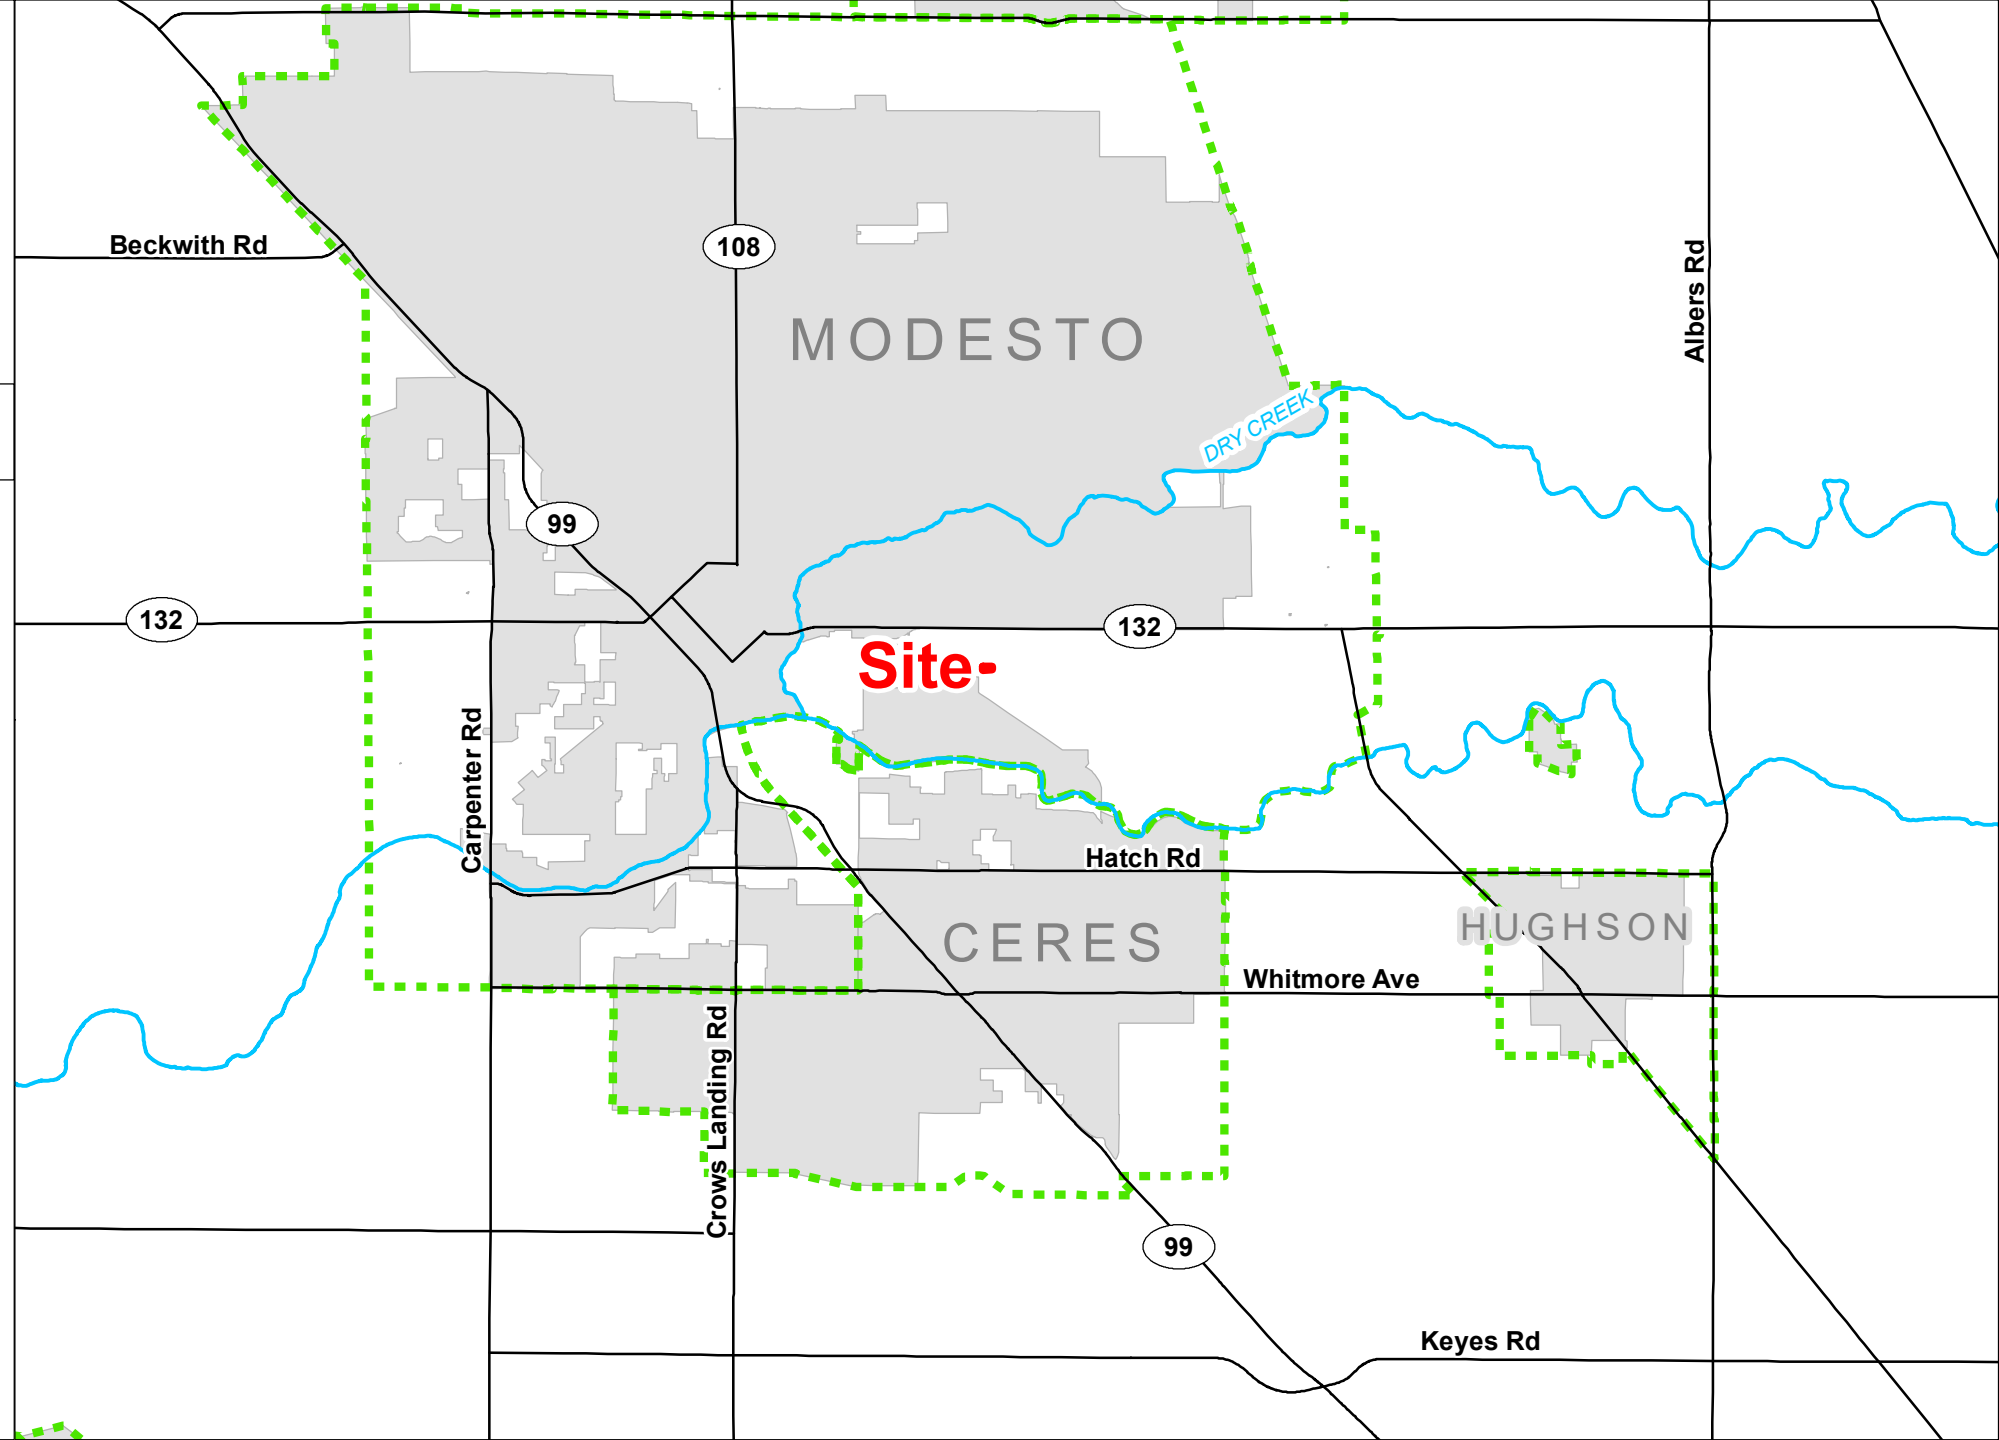 Beckwith Rd
108
Albers Rd
MODESTO
DRY CREEK
99
132
132
Site
Carpenter Rd
Hatch Rd
CERES
HUGHSON
Whitmore Ave
Crows Landing Rd
99
Keyes Rd